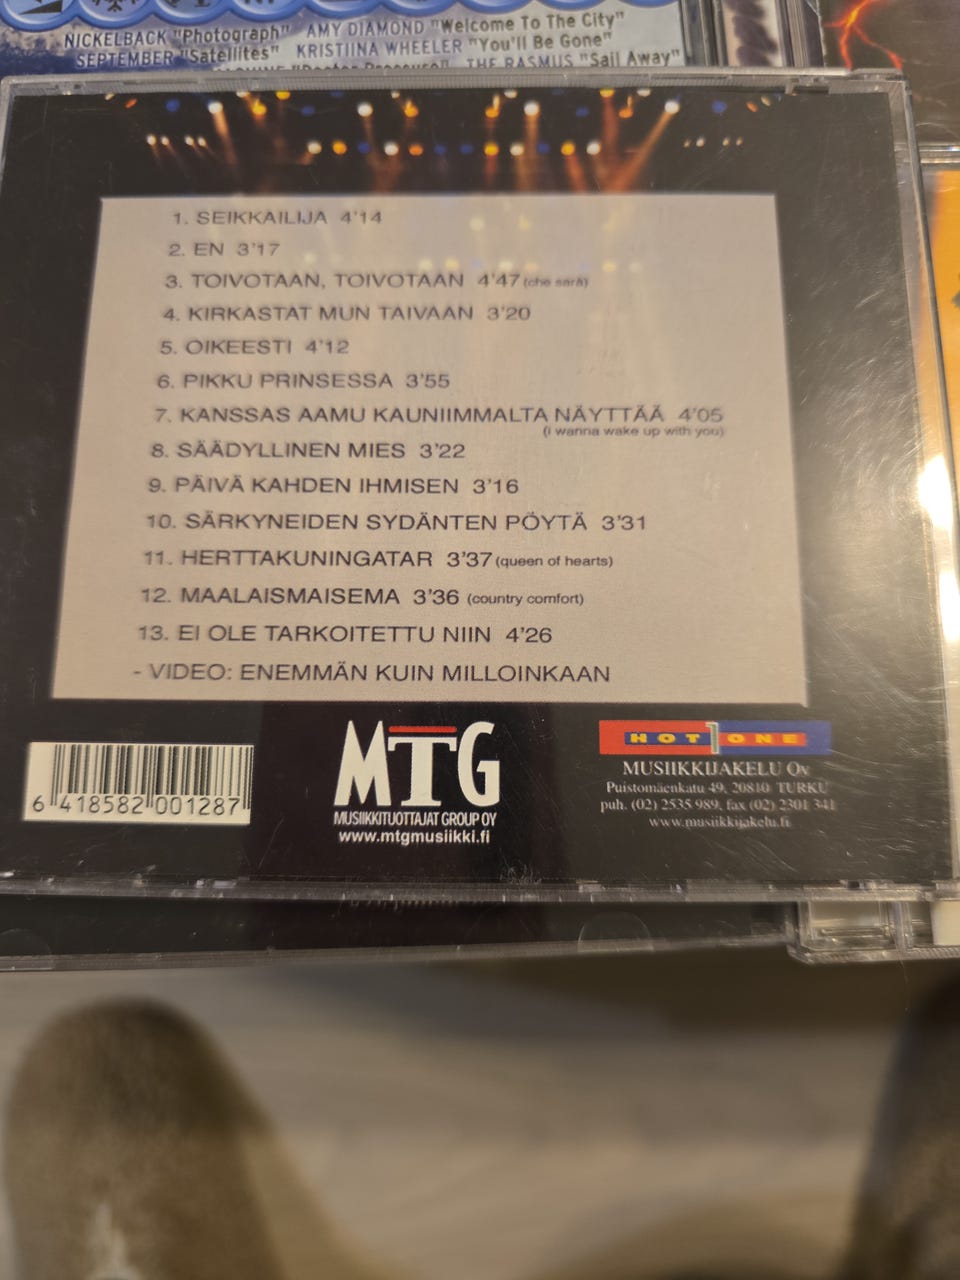 NICKELBACK "Photograph" AMY DIAMOND "Welcome To The City"
SEPTEMBER "Satellites" KRISTIINA WHEELER "You'll Be Gone"
THE RASMUS "Sail Away"
1. SEIKKAILIJA 4'14
2. EN 3'17
3. TOIVOTAAN, TOIVOTAAN 4'47 (che sarà)
4. KIRKASTAT MUN TAIVAAN 3'20
5. OIKEESTI 4'12
6. PIKKU PRINSESSA 3'55
7. KANSSAS AAMU KAUNIIMMALTA NÄYTTÄÄ 4'05
(i wanna wake up with you)
8. SÄÄDYLLINEN MIES 3'22
9. PÄIVÄ KAHDEN IHMISEN 3'16
10. SÄRKYNEIDEN SYDÄNTEN PÖYTÄ 3'31
11. HERTTAKUNINGATAR 3'37 (queen of hearts)
12. MAALAISMAISEMA 3'36 (country comfort)
13. EI OLE TARKOITETTU NIIN 4'26
- VIDEO: ENEMMÄN KUIN MILLOINKAAN
6 418582 001287
MTG
MUSIIKKITUOTTAJAT GROUP OY
www.mtgmusiikki.fi
HOT 1 ONE
MUSIIKKIJAKELU Oy
Puistomäenkatu 49, 20810 TURKU
puh. (02) 2535 989, fax (02) 2301 341
www.musiikkijakelu.fi